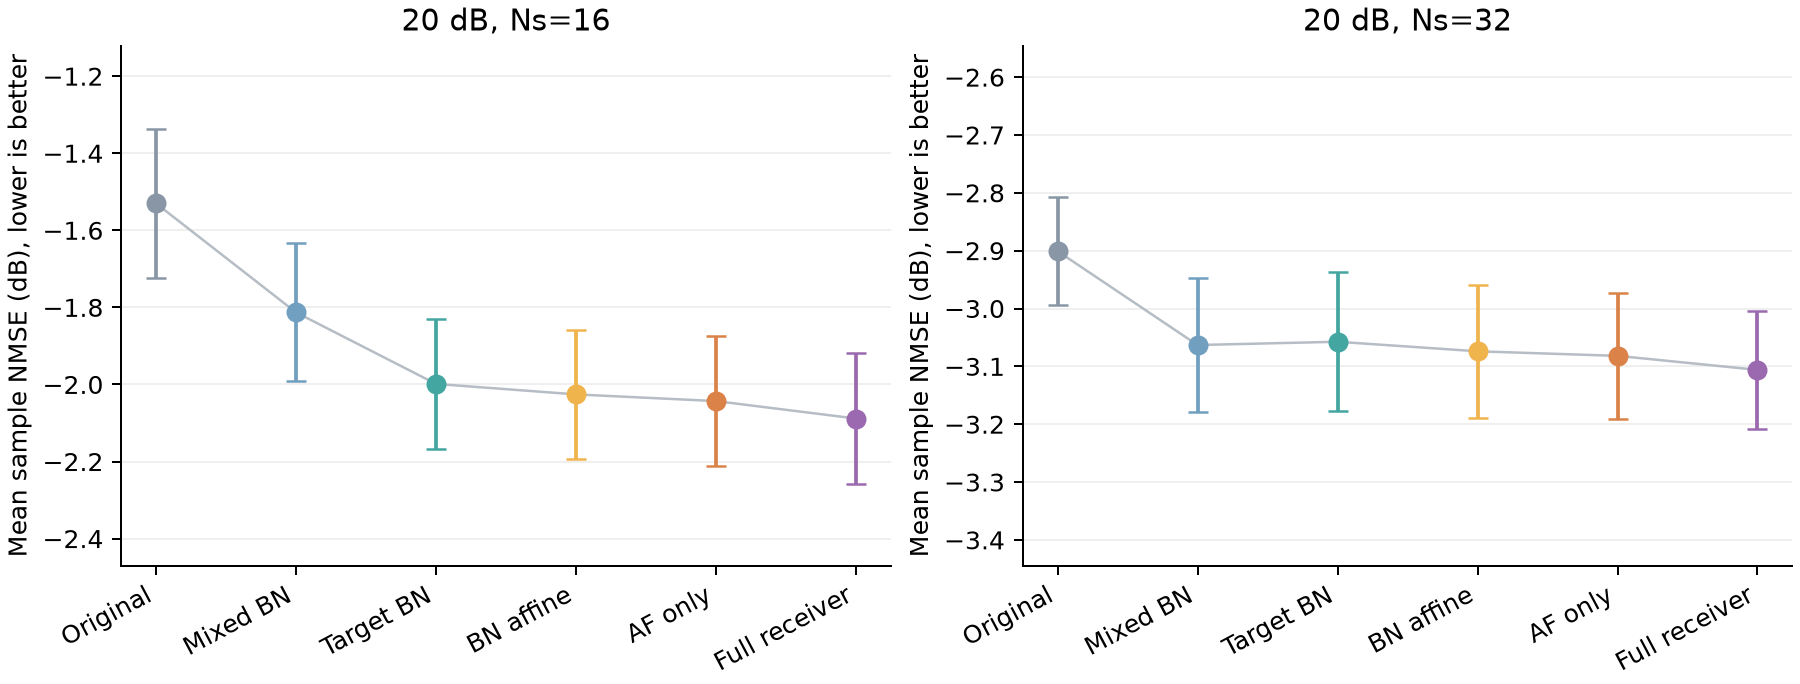 20 dB, Ns=16
Mean sample NMSE (dB), lower is better
−1.2
−1.4
−1.6
−1.8
−2.0
−2.2
−2.4
Original
Mixed BN
Target BN
BN affine
AF only
Full receiver
20 dB, Ns=32
Mean sample NMSE (dB), lower is better
−2.6
−2.7
−2.8
−2.9
−3.0
−3.1
−3.2
−3.3
−3.4
Original
Mixed BN
Target BN
BN affine
AF only
Full receiver